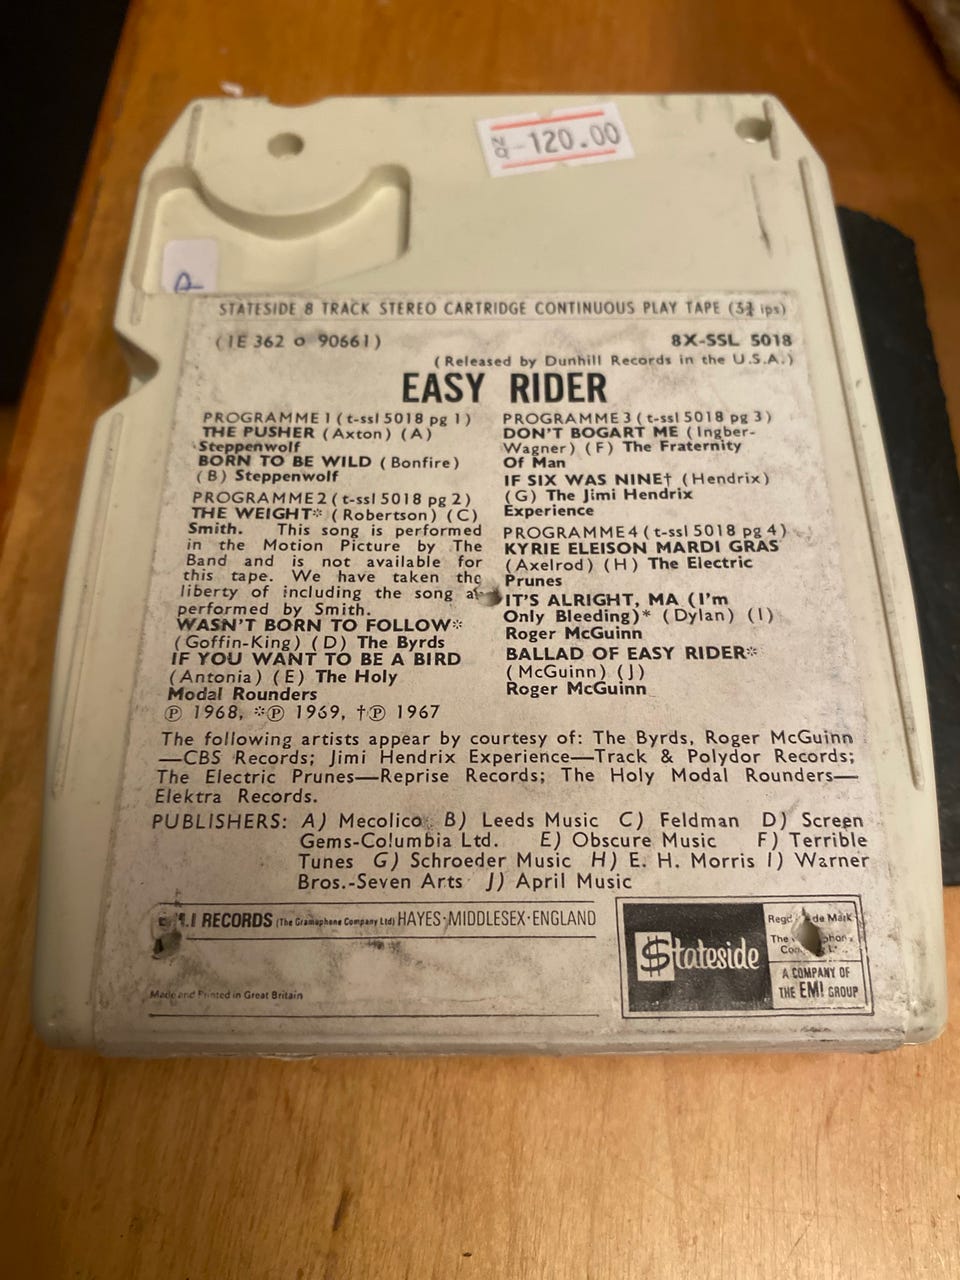 120.00
STATESIDE 8 TRACK STEREO CARTRIDGE CONTINUOUS PLAY TAPE (3¾ ips)
(1E 362 o 90661)
8X-SSL 5018
(Released by Dunhill Records in the U.S.A.)
EASY RIDER
PROGRAMME 1 (t-ssl 5018 pg 1)
THE PUSHER (Axton) (A)
Steppenwolf
BORN TO BE WILD (Bonfire)
(B) Steppenwolf
PROGRAMME 2 (t-ssl 5018 pg 2)
THE WEIGHT* (Robertson) (C)
Smith. This song is performed
in the Motion Picture by The
Band and is not available for
this tape. We have taken the
liberty of including the song as
performed by Smith.
WASN'T BORN TO FOLLOW*
(Goffin-King) (D) The Byrds
IF YOU WANT TO BE A BIRD
(Antonia) (E) The Holy
Modal Rounders
℗ 1968, *℗ 1969, †℗ 1967
PROGRAMME 3 (t-ssl 5018 pg 3)
DON'T BOGART ME (Ingber-
Wagner) (F) The Fraternity
Of Man
IF SIX WAS NINE† (Hendrix)
(G) The Jimi Hendrix
Experience
PROGRAMME 4 (t-ssl 5018 pg 4)
KYRIE ELEISON MARDI GRAS
(Axelrod) (H) The Electric
Prunes
IT'S ALRIGHT, MA (I'm
Only Bleeding)* (Dylan) (I)
Roger McGuinn
BALLAD OF EASY RIDER*
(McGuinn) (J)
Roger McGuinn
The following artists appear by courtesy of: The Byrds, Roger McGuinn
—CBS Records; Jimi Hendrix Experience—Track & Polydor Records;
The Electric Prunes—Reprise Records; The Holy Modal Rounders—
Elektra Records.
PUBLISHERS: A) Mecolico B) Leeds Music C) Feldman D) Screen
Gems-Columbia Ltd. E) Obscure Music F) Terrible
Tunes G) Schroeder Music H) E. H. Morris I) Warner
Bros.-Seven Arts J) April Music
RECORDS (The Gramophone Company Ltd) HAYES·MIDDLESEX·ENGLAND
Made and Printed in Great Britain
$tateside
Regd Mark
The
A COMPANY OF
THE EMI GROUP